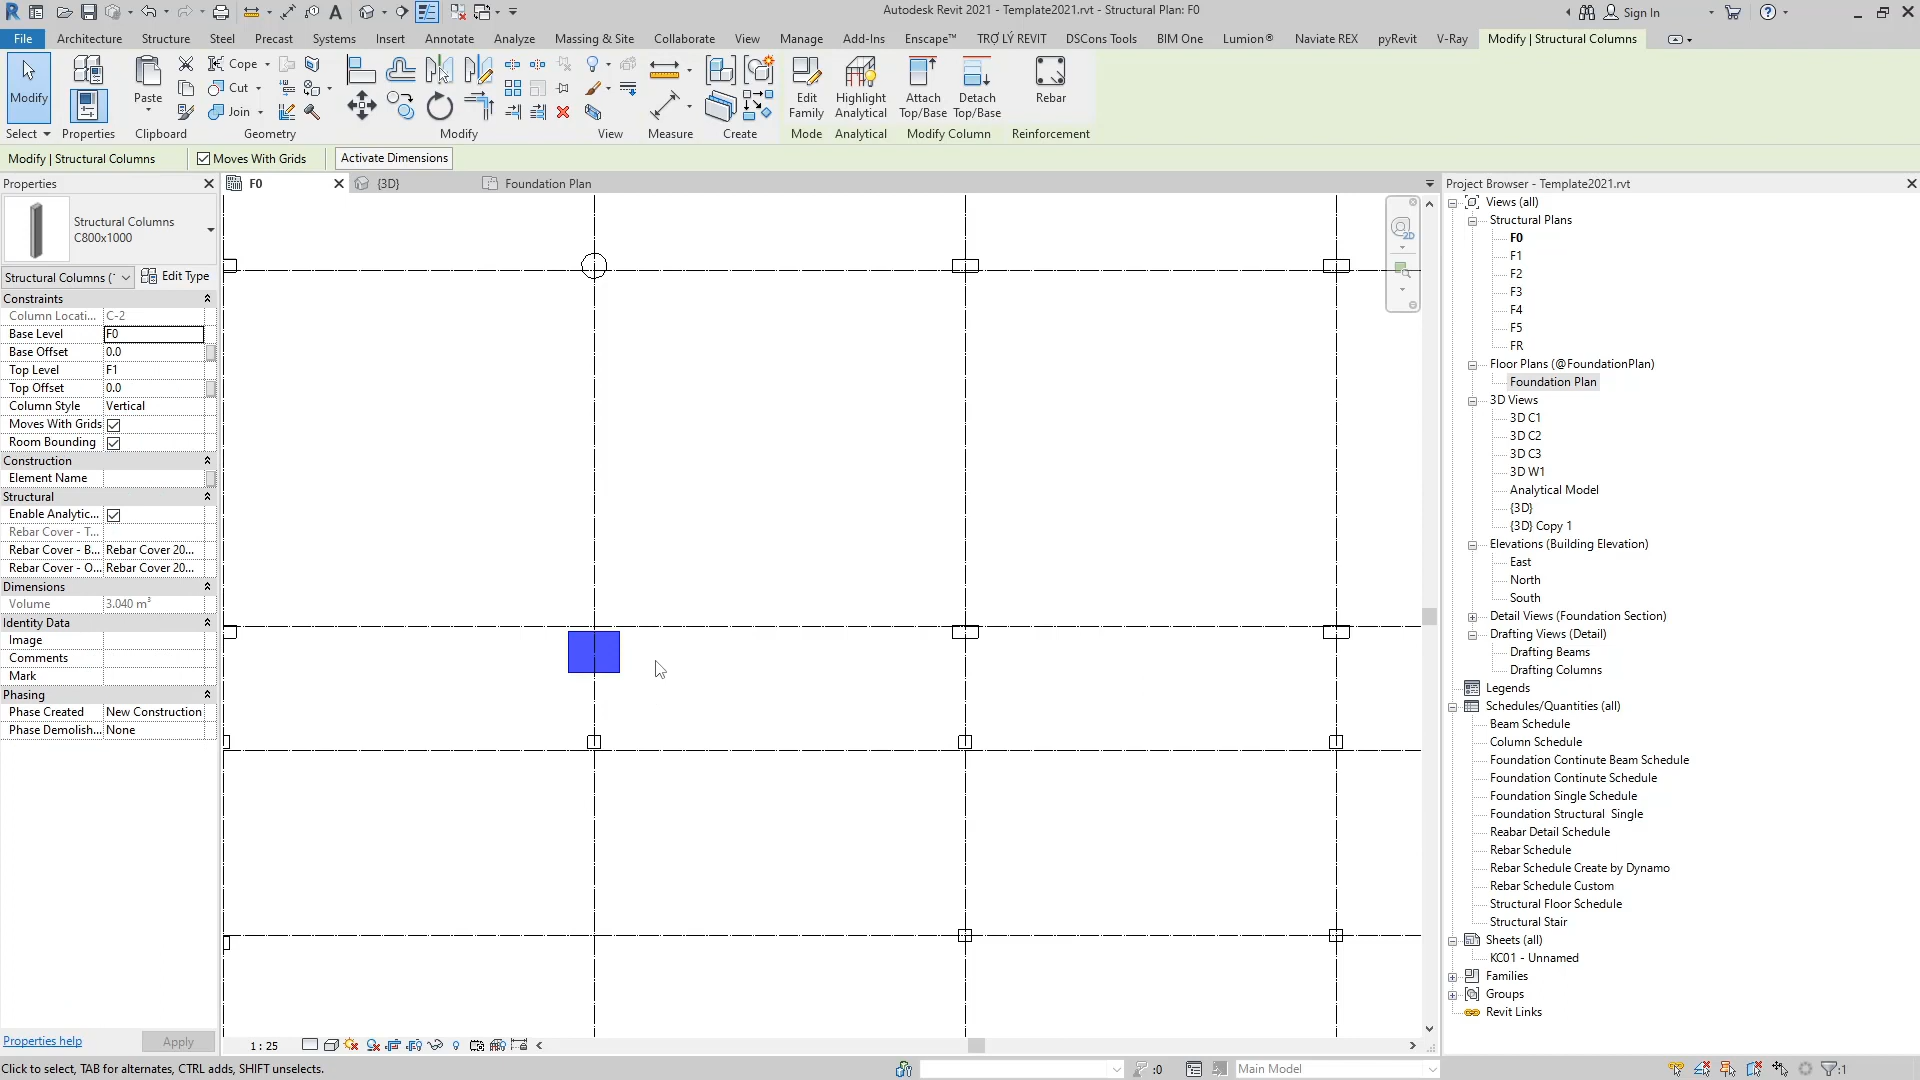 Autodesk Revit 2021 - Template2021.rvt - Structural Plan: F0
Sign In
File Architecture Structure Steel Precast Systems Insert Annotate Analyze Massing & Site Collaborate View Manage Add-Ins Enscape™ TRỢ LÝ REVIT DSCons Tools BIM One Lumion® Naviate REX pyRevit V-Ray Modify | Structural Columns
Modify
Paste
Cope
Cut
Join
Edit Family
Highlight Analytical
Attach Top/Base
Detach Top/Base
Rebar
Select Properties Clipboard Geometry Modify View Measure Create Mode Analytical Modify Column Reinforcement
Modify | Structural Columns Moves With Grids Activate Dimensions
Properties
F0 {3D} Foundation Plan
Structural Columns
C800x1000
Structural Columns (
Edit Type
Constraints
Column Locati... C-2
Base Level F0
Base Offset 0.0
Top Level F1
Top Offset 0.0
Column Style Vertical
Moves With Grids
Room Bounding
Construction
Element Name
Structural
Enable Analytic...
Rebar Cover - T...
Rebar Cover - B... Rebar Cover 20...
Rebar Cover - O... Rebar Cover 20...
Dimensions
Volume 3.040 m³
Identity Data
Image
Comments
Mark
Phasing
Phase Created New Construction
Phase Demolish... None
Properties help Apply
2D
Project Browser - Template2021.rvt
Views (all)
Structural Plans
F0
F1
F2
F3
F4
F5
FR
Floor Plans (@FoundationPlan)
Foundation Plan
3D Views
3D C1
3D C2
3D C3
3D W1
Analytical Model
{3D}
{3D} Copy 1
Elevations (Building Elevation)
East
North
South
Detail Views (Foundation Section)
Drafting Views (Detail)
Drafting Beams
Drafting Columns
Legends
Schedules/Quantities (all)
Beam Schedule
Column Schedule
Foundation Continute Beam Schedule
Foundation Continute Schedule
Foundation Single Schedule
Foundation Structural Single
Reabar Detail Schedule
Rebar Schedule
Rebar Schedule Create by Dynamo
Rebar Schedule Custom
Structural Floor Schedule
Structural Stair
Sheets (all)
KC01 - Unnamed
Families
Groups
Revit Links
1 : 25
Click to select, TAB for alternates, CTRL adds, SHIFT unselects.
:0
Main Model
:1